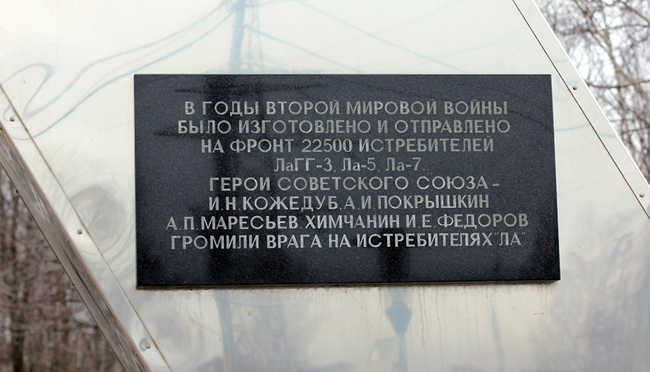 В ГОДЫ ВТОРОЙ МИРОВОЙ ВОЙНЫ
БЫЛО ИЗГОТОВЛЕНО И ОТПРАВЛЕНО
НА ФРОНТ 22500 ИСТРЕБИТЕЛЕЙ
ЛаГГ-3, Ла-5, Ла-7.
ГЕРОИ СОВЕТСКОГО СОЮЗА-
И.Н. КОЖЕДУБ, А.И. ПОКРЫШКИН
А.П. МАРЕСЬЕВ, ХИМЧАНИН И.Е. ФЕДОРОВ
ГРОМИЛИ ВРАГА НА ИСТРЕБИТЕЛЯХ "ЛА"